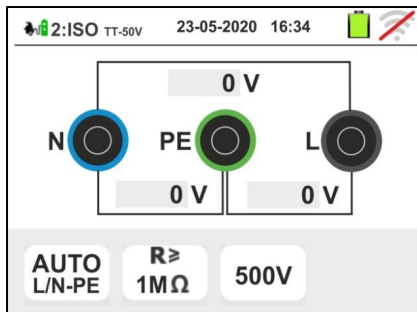 2:ISO TT-50V 23-05-2020 16:34
0 V
N PE L
0 V 0 V
AUTO R≥ 500V
L/N-PE 1MΩ